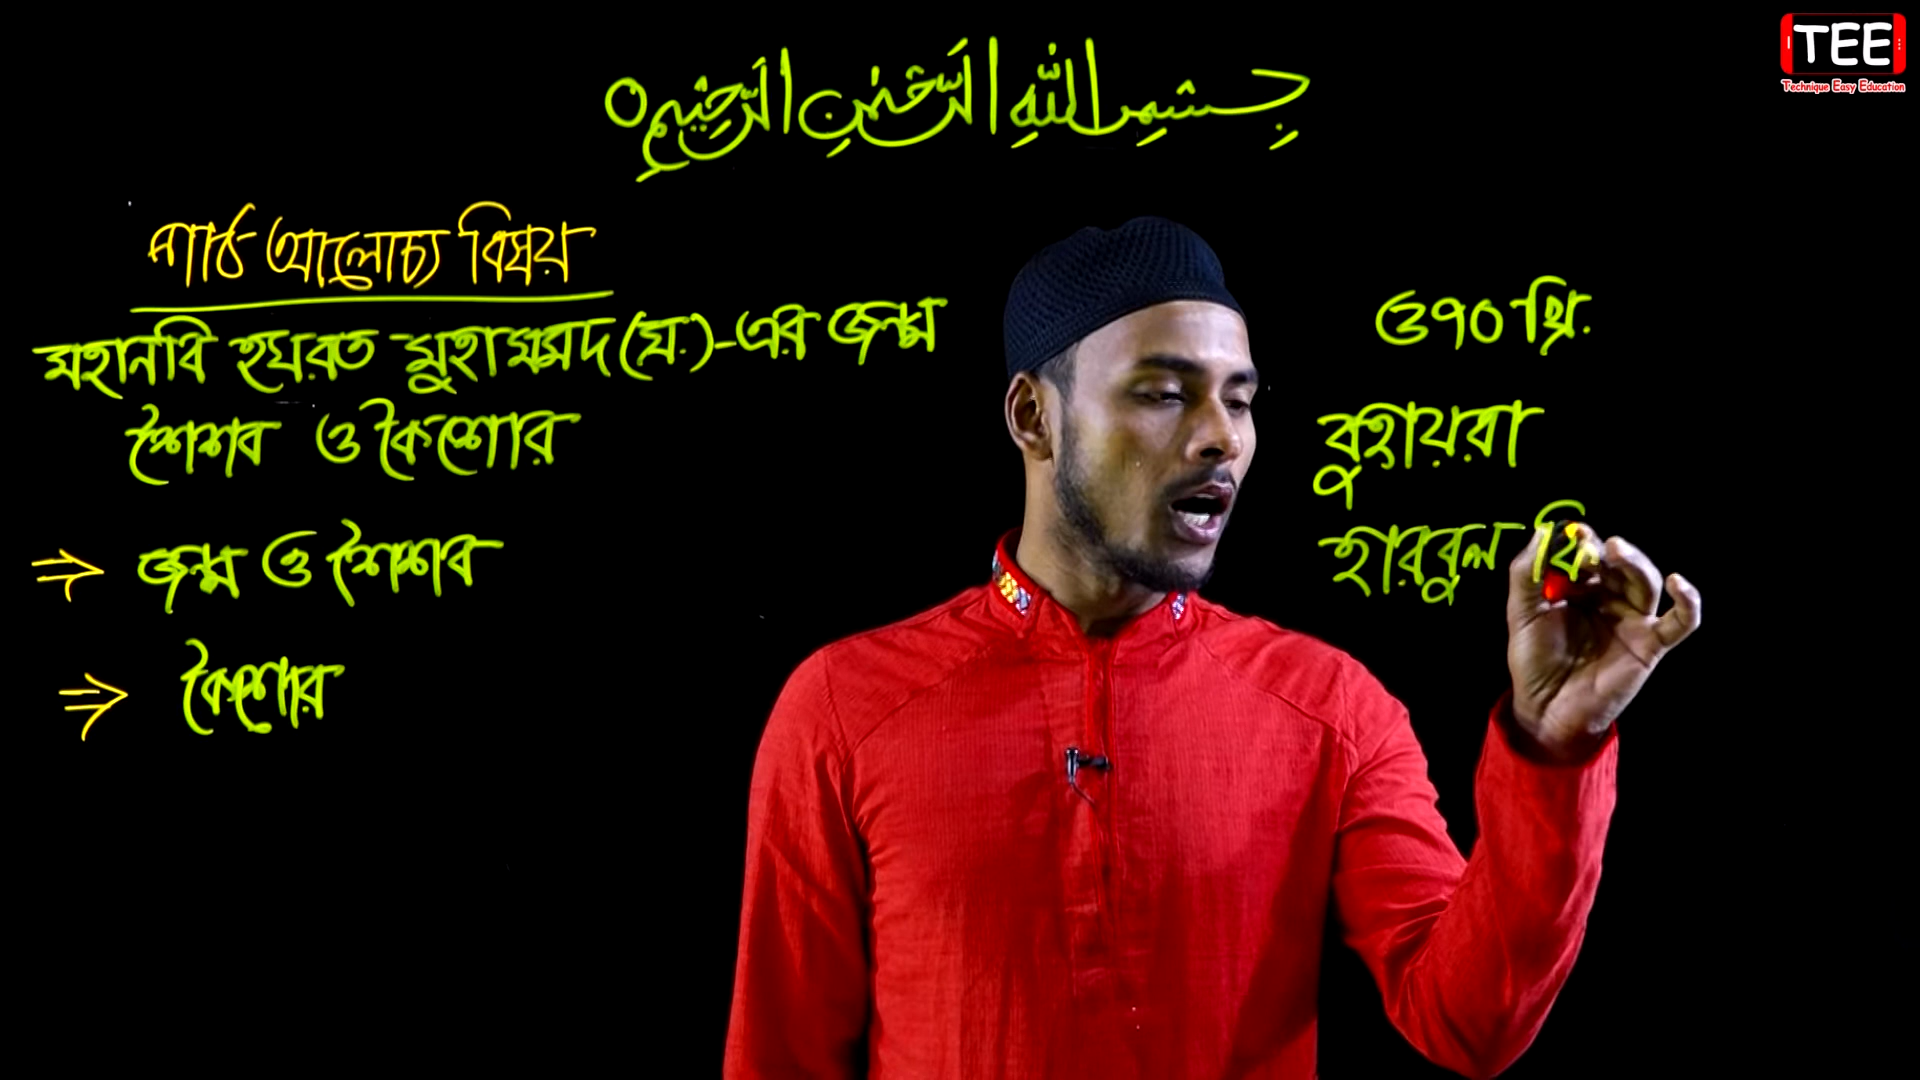 TEE
Technique Easy Education
بِسْمِ اللّٰهِ الرَّحْمٰنِ الرَّحِيْمِ ০
পাঠ আলোচ্য বিষয়
মহানবি হযরত মুহাম্মদ (স.)-এর জন্ম
শৈশব ও কৈশোর
⇒ জন্ম ও শৈশব
⇒ কৈশোর
৫৭০ খ্রি.
বুহায়রা
হারবুল ফি